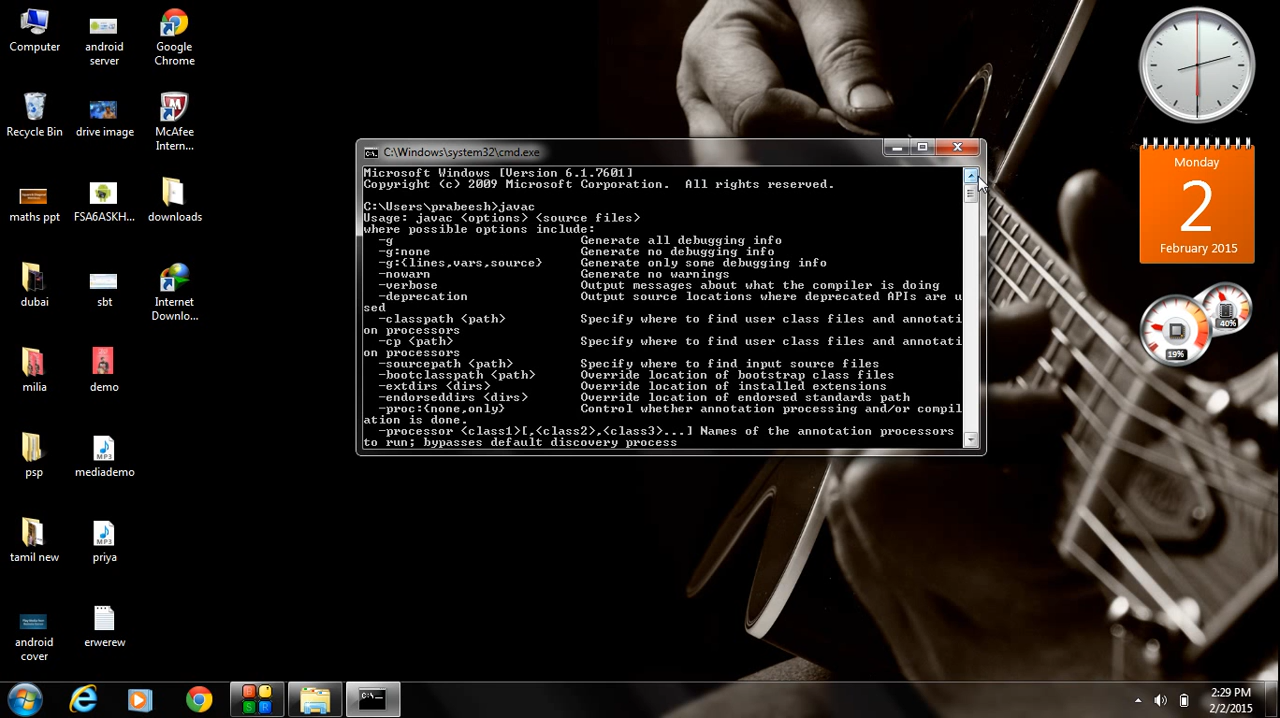 Computer
android
server
Google
Chrome
Recycle Bin
drive image
McAfee
Intern...
maths ppt
FSA6ASKH...
downloads
dubai
sbt
Internet
Downlo...
milia
demo
psp
mediademo
tamil new
priya
android
cover
erwerew
C:\Windows\system32\cmd.exe
Microsoft Windows [Version 6.1.7601]
Copyright (c) 2009 Microsoft Corporation.  All rights reserved.
C:\Users\prabeesh>javac
Usage: javac <options> <source files>
where possible options include:
-g                         Generate all debugging info
-g:none                    Generate no debugging info
-g:{lines,vars,source}     Generate only some debugging info
-nowarn                    Generate no warnings
-verbose                   Output messages about what the compiler is doing
-deprecation               Output source locations where deprecated APIs are u
sed
-classpath <path>          Specify where to find user class files and annotati
on processors
-cp <path>                 Specify where to find user class files and annotati
on processors
-sourcepath <path>         Specify where to find input source files
-bootclasspath <path>      Override location of bootstrap class files
-extdirs <dirs>            Override location of installed extensions
-endorseddirs <dirs>       Override location of endorsed standards path
-proc:{none,only}          Control whether annotation processing and/or compil
ation is done.
-processor <class1>[,<class2>,<class3>...] Names of the annotation processors
to run; bypasses default discovery process
Monday
2
February 2015
40%
19%
MP3
MP3
C:\
2:29 PM
2/2/2015